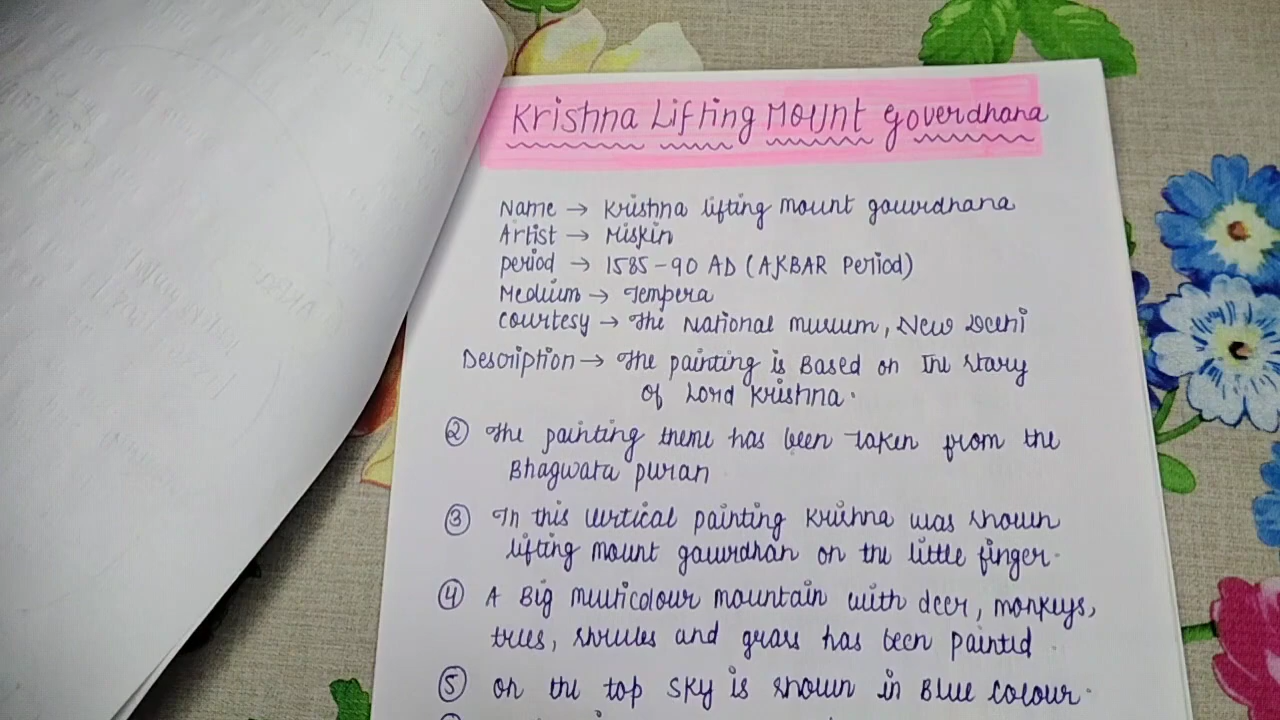 Krishna Lifting Mount Goverdhana
Name → Krishna lifting mount goverdhana
Artist → Miskin
period → 1585-90 AD (AKBAR Period)
Medium → Tempera
Courtesy → The National museum, New Delhi
Description → The painting is Based on The story
of Lord Krishna.
② The painting theme has been taken from the
Bhagwata puran
③ In this vertical painting Krishna was shown
lifting mount goverdhan on the little finger.
④ A Big multicolour mountain with deer, monkeys,
trees, shrubes and grass has been painted.
⑤ on the top sky is shown in Blue colour.